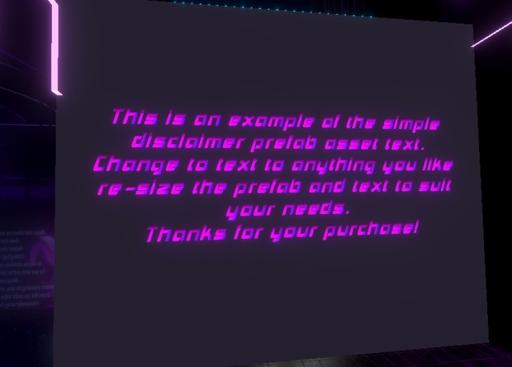 This is an example of the simple
disclaimer prefab asset text.
Change to text to anything you like
re-size the prefab and text to suit
your needs.
Thanks for your purchase!